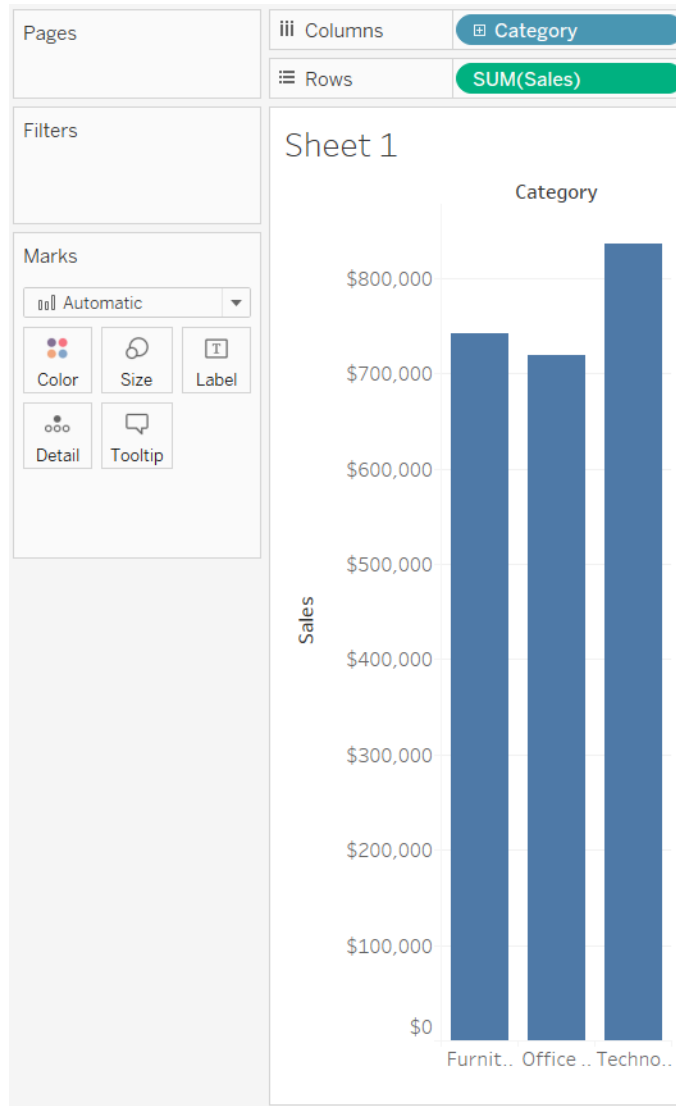 Pages
Columns
Category
Rows
SUM(Sales)
Filters
Marks
Automatic
Color
Size
T
Label
Detail
Tooltip
Sheet 1
Category
Sales
$800,000
$700,000
$600,000
$500,000
$400,000
$300,000
$200,000
$100,000
$0
Furnit.. Office .. Techno..